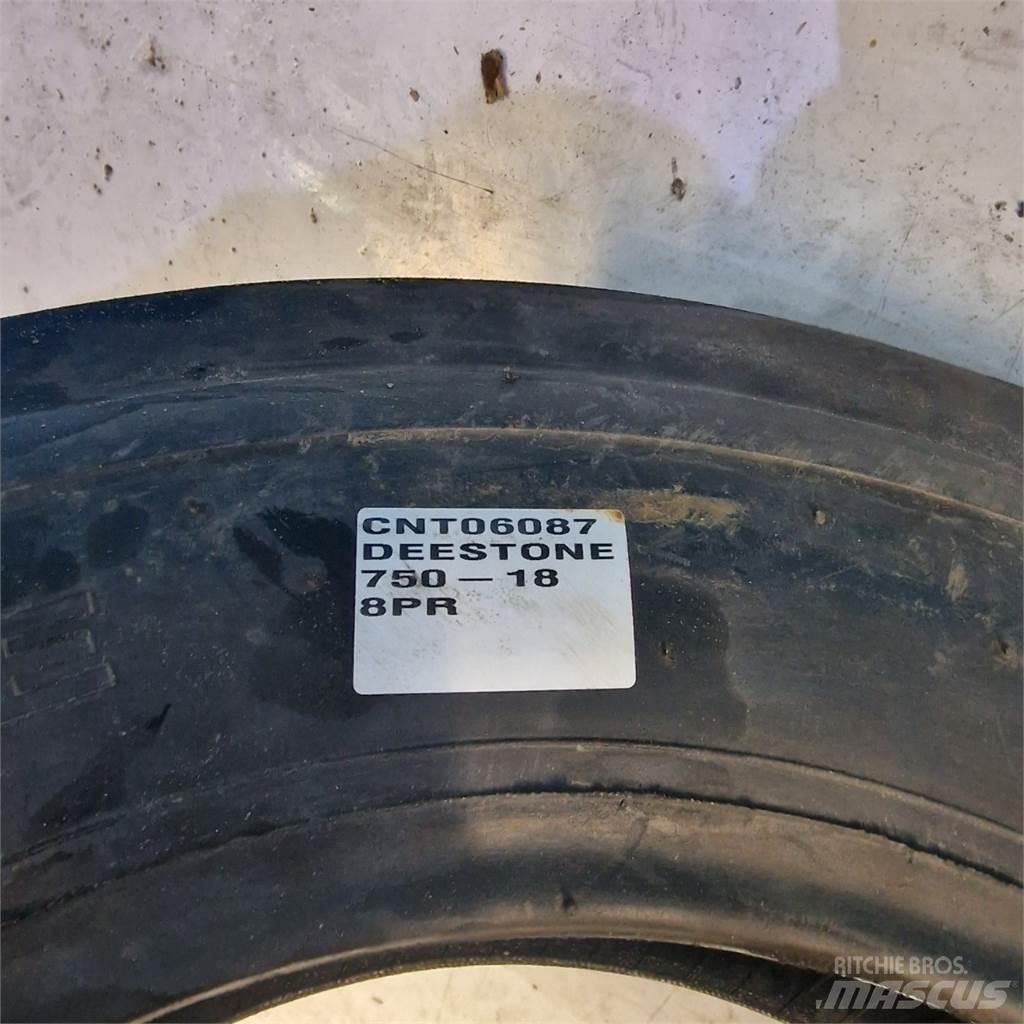 CNT06087
DEESTONE
750-18
8PR
RITCHIE BROS.
MASCUS